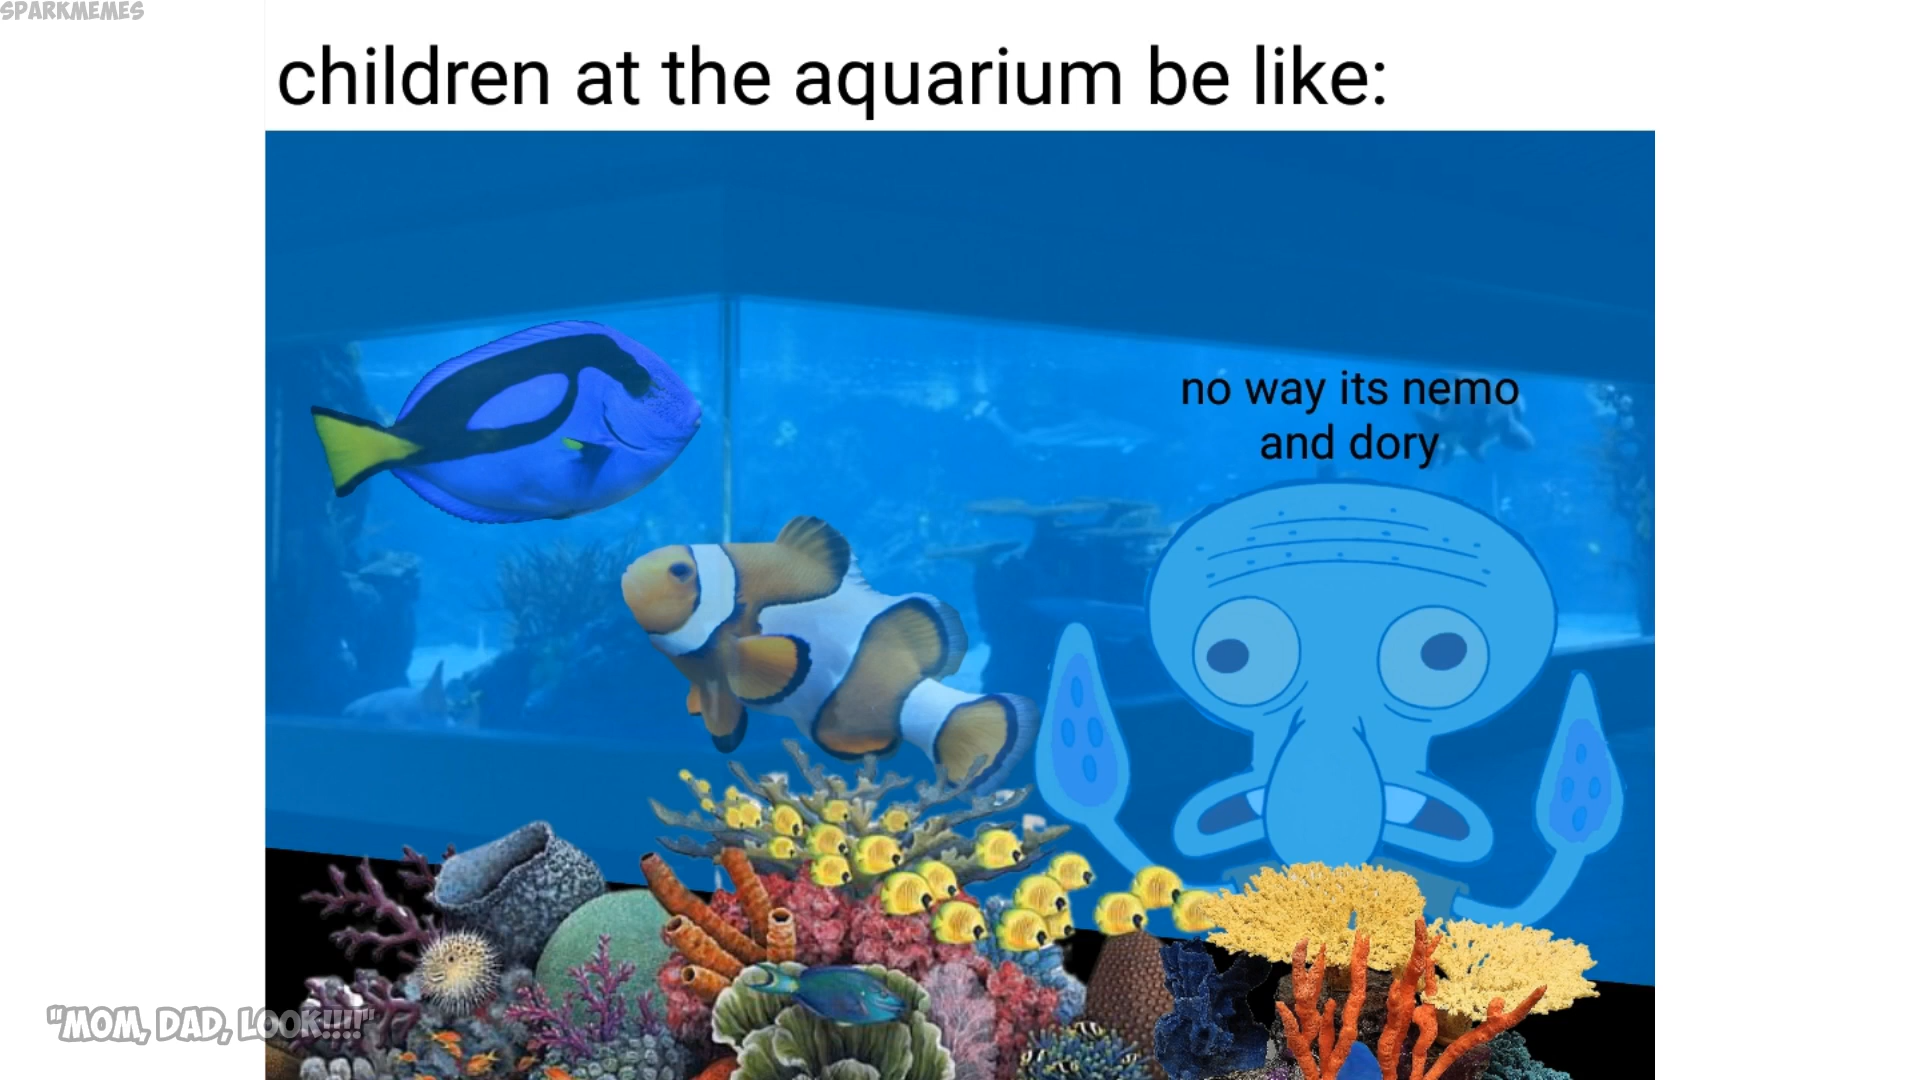 SPARKMEMES
children at the aquarium be like:
no way its nemo
and dory
"MOM, DAD, LOOK!!!!"